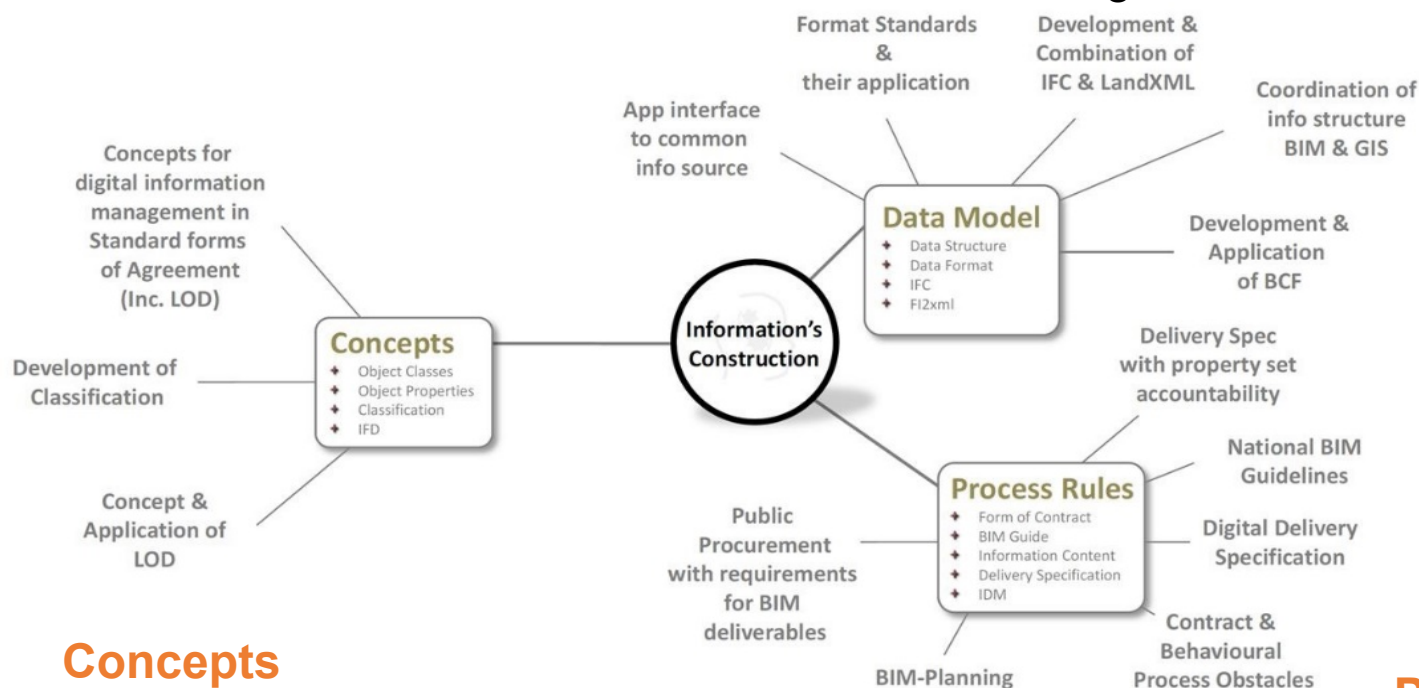 Format Standards
&
their application
Development &
Combination of
IFC & LandXML
Coordination of
info structure
BIM & GIS
App interface
to common
info source
Concepts for
digital information
management in
Standard forms
of Agreement
(Inc. LOD)
Data Model
Data Structure
Data Format
IFC
FI2xml
Development &
Application
of BCF
Information's
Construction
Concepts
Object Classes
Object Properties
Classification
IFD
Development of
Classification
Concept &
Application of
LOD
Delivery Spec
with property set
accountability
National BIM
Guidelines
Process Rules
Form of Contract
BIM Guide
Information Content
Delivery Specification
IDM
Digital Delivery
Specification
Public
Procurement
with requirements
for BIM
deliverables
Contract &
Behavioural
Process Obstacles
BIM-Planning
Concepts